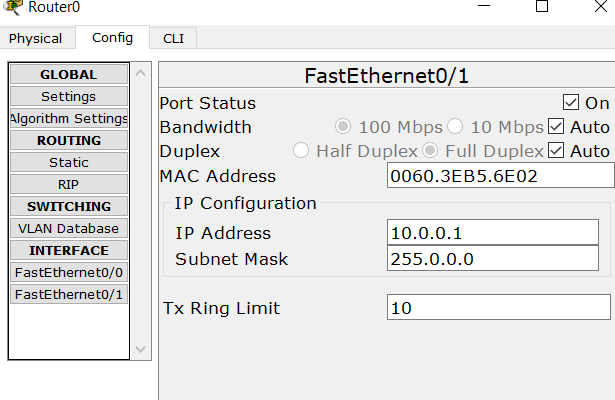 Router0
Physical Config CLI
GLOBAL
Settings
Algorithm Settings
ROUTING
Static
RIP
SWITCHING
VLAN Database
INTERFACE
FastEthernet0/0
FastEthernet0/1
FastEthernet0/1
Port Status On
Bandwidth 100 Mbps 10 Mbps Auto
Duplex Half Duplex Full Duplex Auto
MAC Address 0060.3EB5.6E02
IP Configuration
IP Address 10.0.0.1
Subnet Mask 255.0.0.0
Tx Ring Limit 10